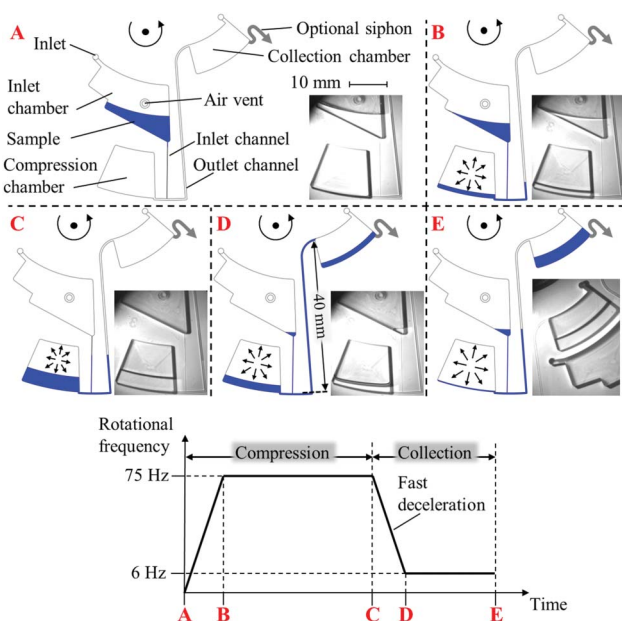 A
Inlet
Inlet
chamber
Sample
Compression
chamber
Optional siphon
Collection chamber
10 mm
Air vent
Inlet channel
Outlet channel
B
C
D
40 mm
E
Rotational
frequency
Compression
Collection
75 Hz
Fast
deceleration
6 Hz
Time
A B C D E